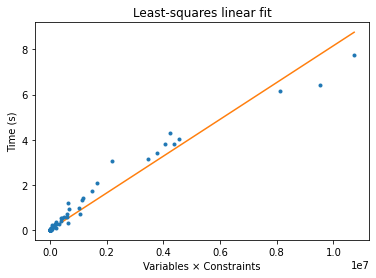 Least-squares linear fit
Time (s)
8
6
4
2
0
0.0 0.2 0.4 0.6 0.8 1.0
1e7
Variables × Constraints